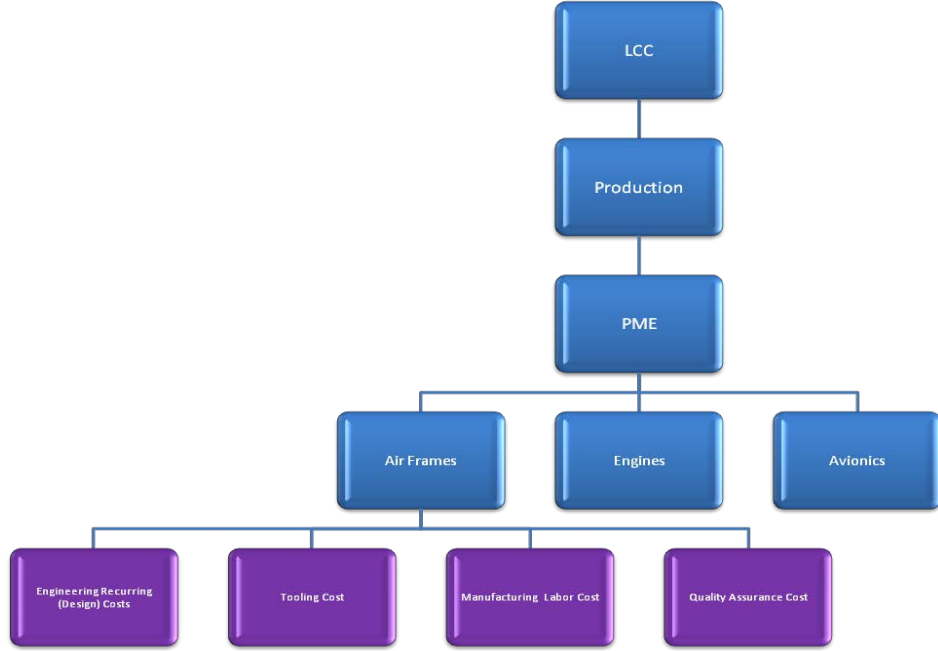 LCC
Production
PME
Air Frames
Engines
Avionics
Engineering Recurring
(Design) Costs
Tooling Cost
Manufacturing Labor Cost
Quality Assurance Cost